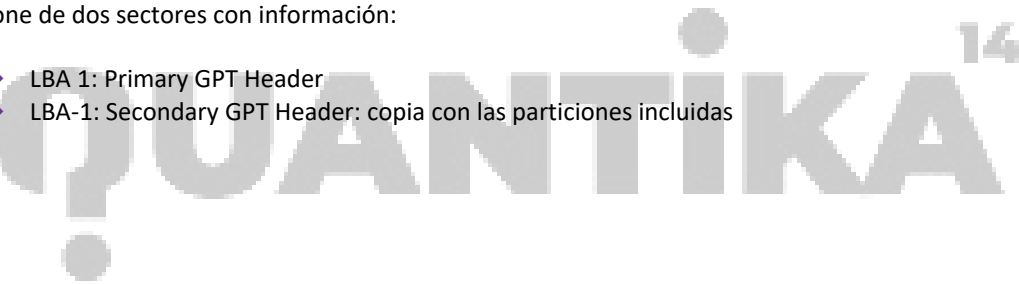 one de dos sectores con información:
LBA 1: Primary GPT Header
LBA-1: Secondary GPT Header: copia con las particiones incluidas
QUANTiKA
14